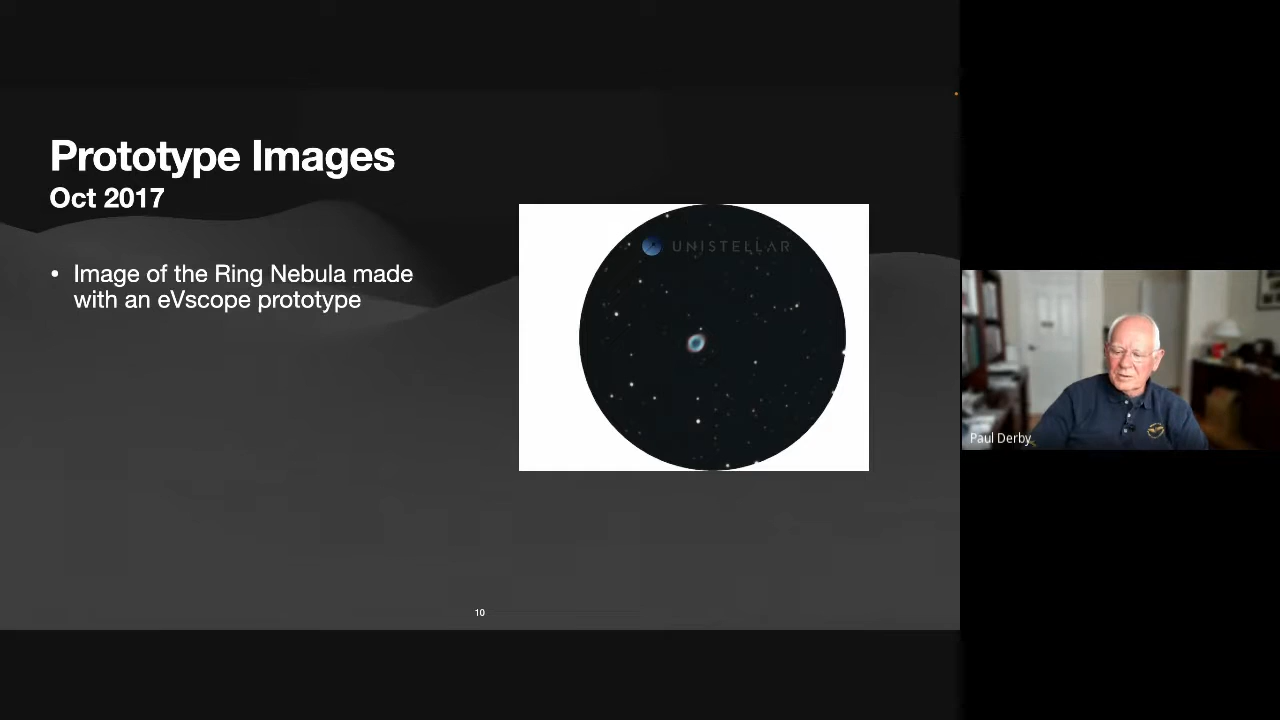 Prototype Images
Oct 2017
• Image of the Ring Nebula made
with an eVscope prototype
UNISTELLAR
10
Paul Derby